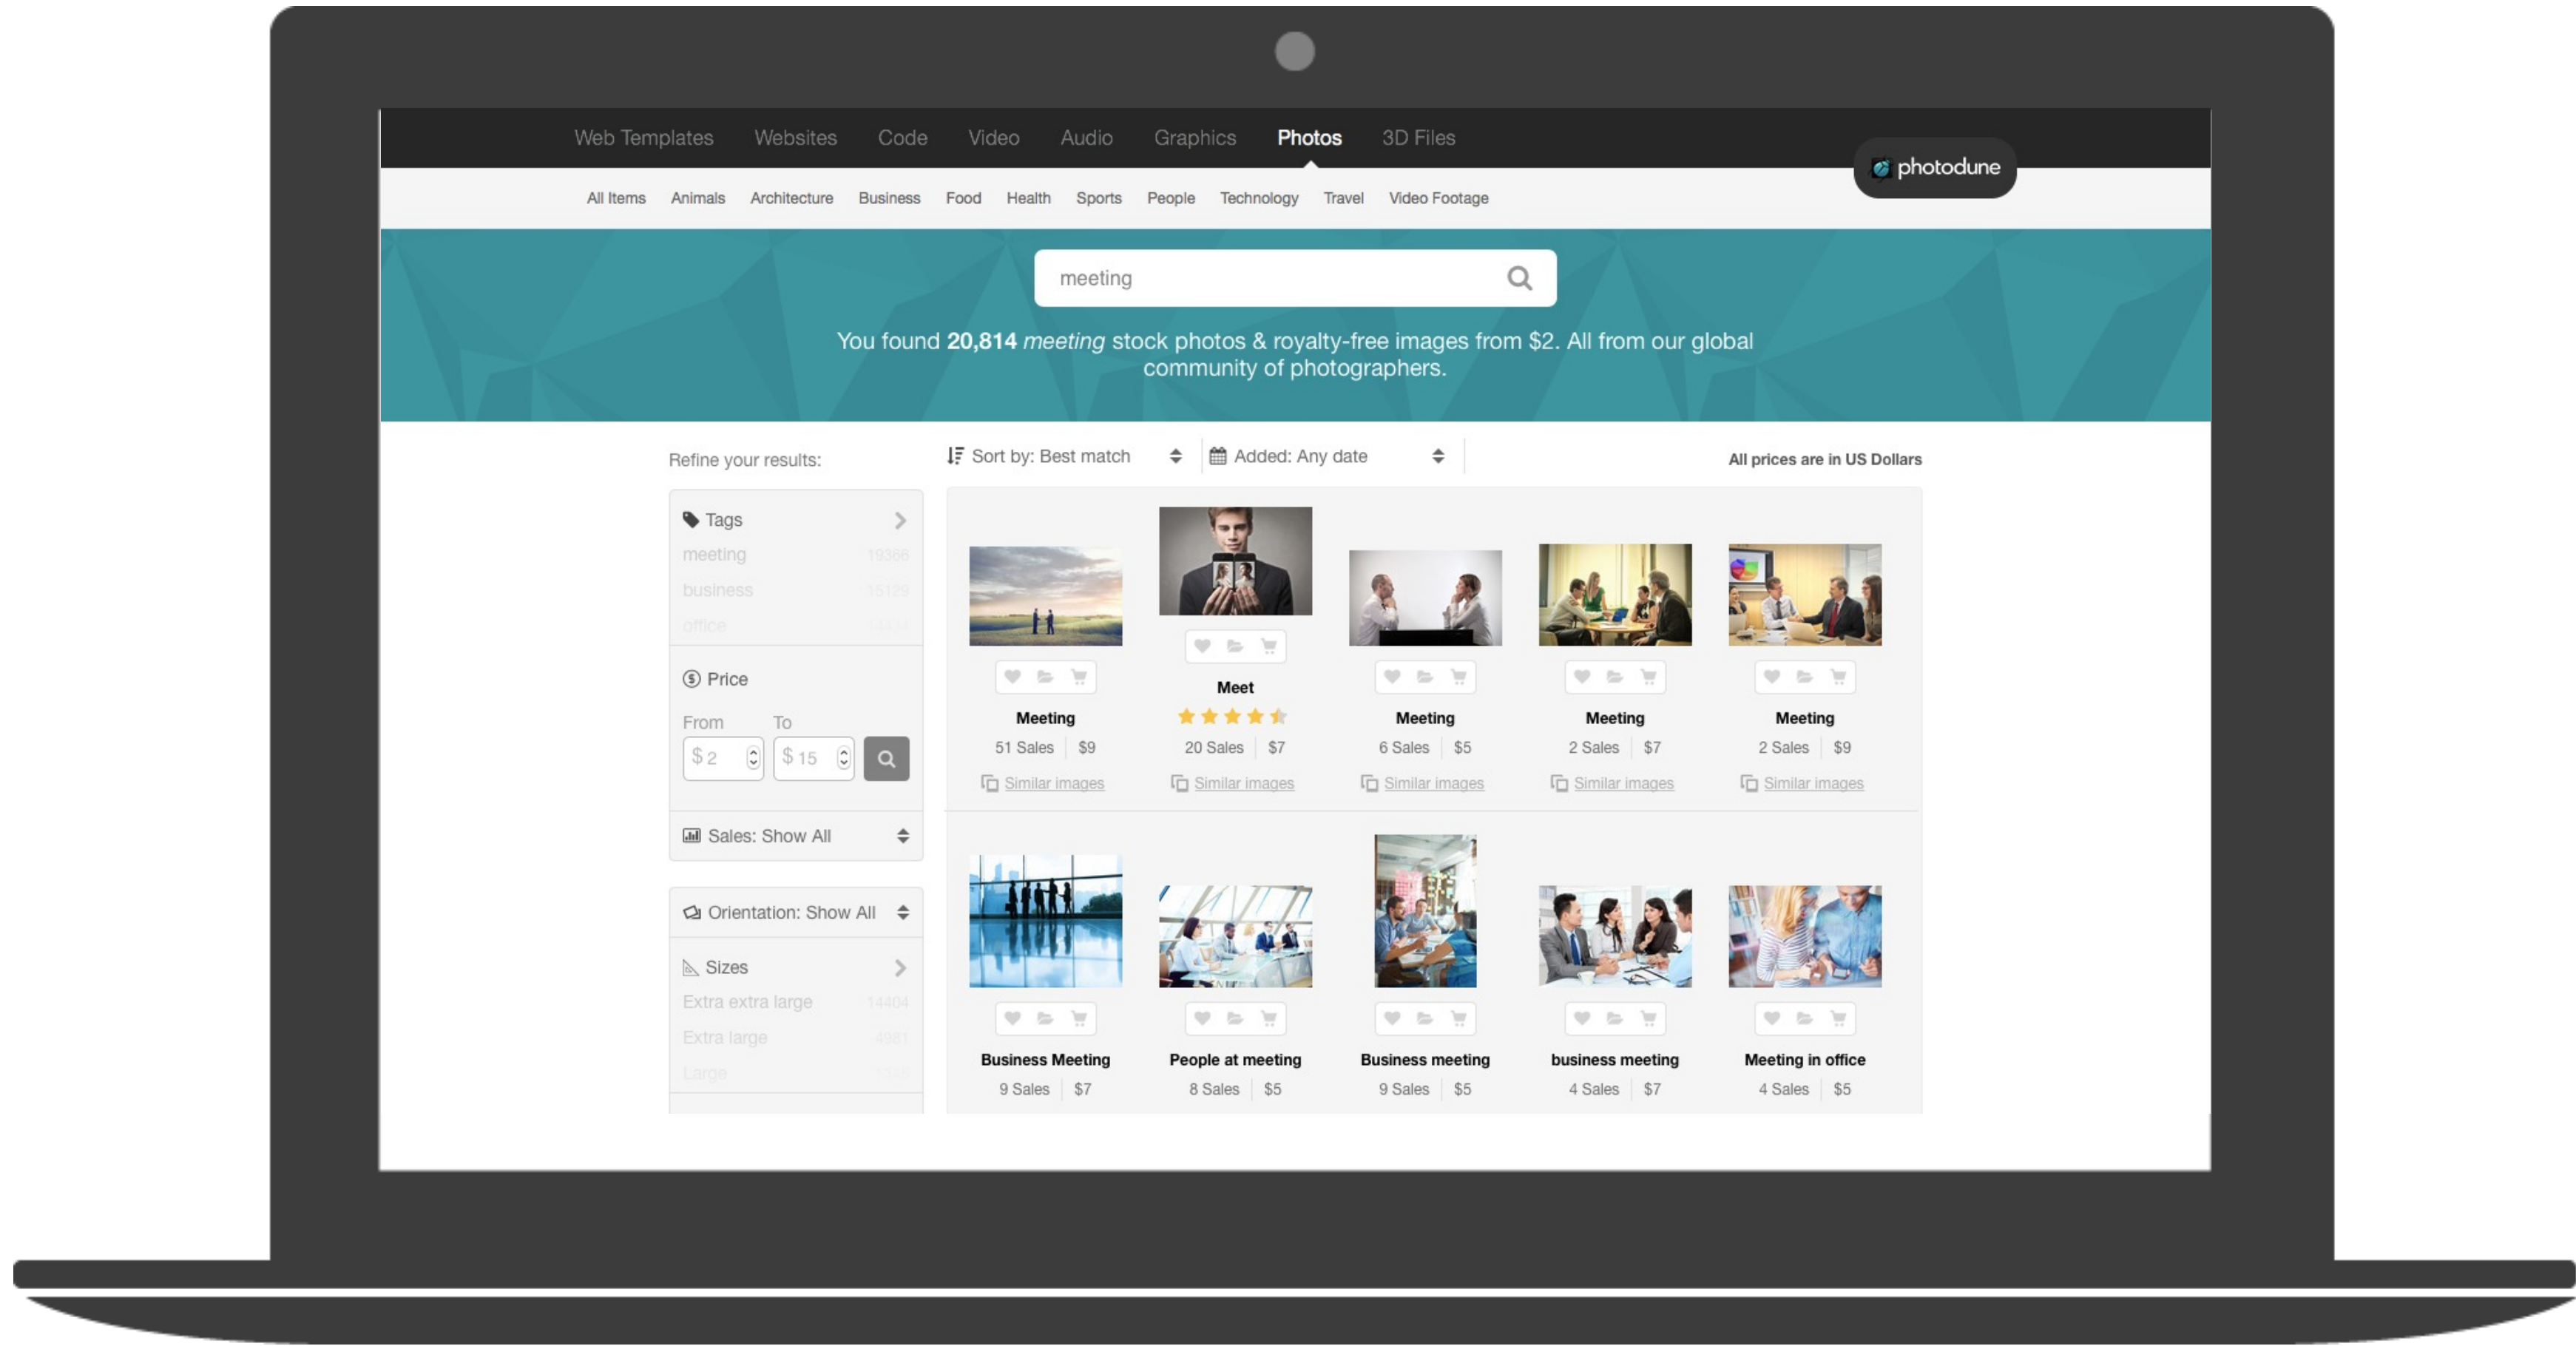 Web Templates Websites Code Video Audio Graphics Photos 3D Files
photodune
All Items Animals Architecture Business Food Health Sports People Technology Travel Video Footage
meeting
You found 20,814 meeting stock photos & royalty-free images from $2. All from our global
community of photographers.
Refine your results:
Sort by: Best match
Added: Any date
All prices are in US Dollars
Tags
meeting 19366
business 15129
office
Price
From To
$ 2 $ 15
Sales: Show All
Orientation: Show All
Sizes
Extra extra large 14404
Extra large 4981
Large
Meeting
51 Sales $9
Similar images
Meet
20 Sales $7
Similar images
Meeting
6 Sales $5
Similar images
Meeting
2 Sales $7
Similar images
Meeting
2 Sales $9
Similar images
Business Meeting
9 Sales $7
People at meeting
8 Sales $5
Business meeting
9 Sales $5
business meeting
4 Sales $7
Meeting in office
4 Sales $5